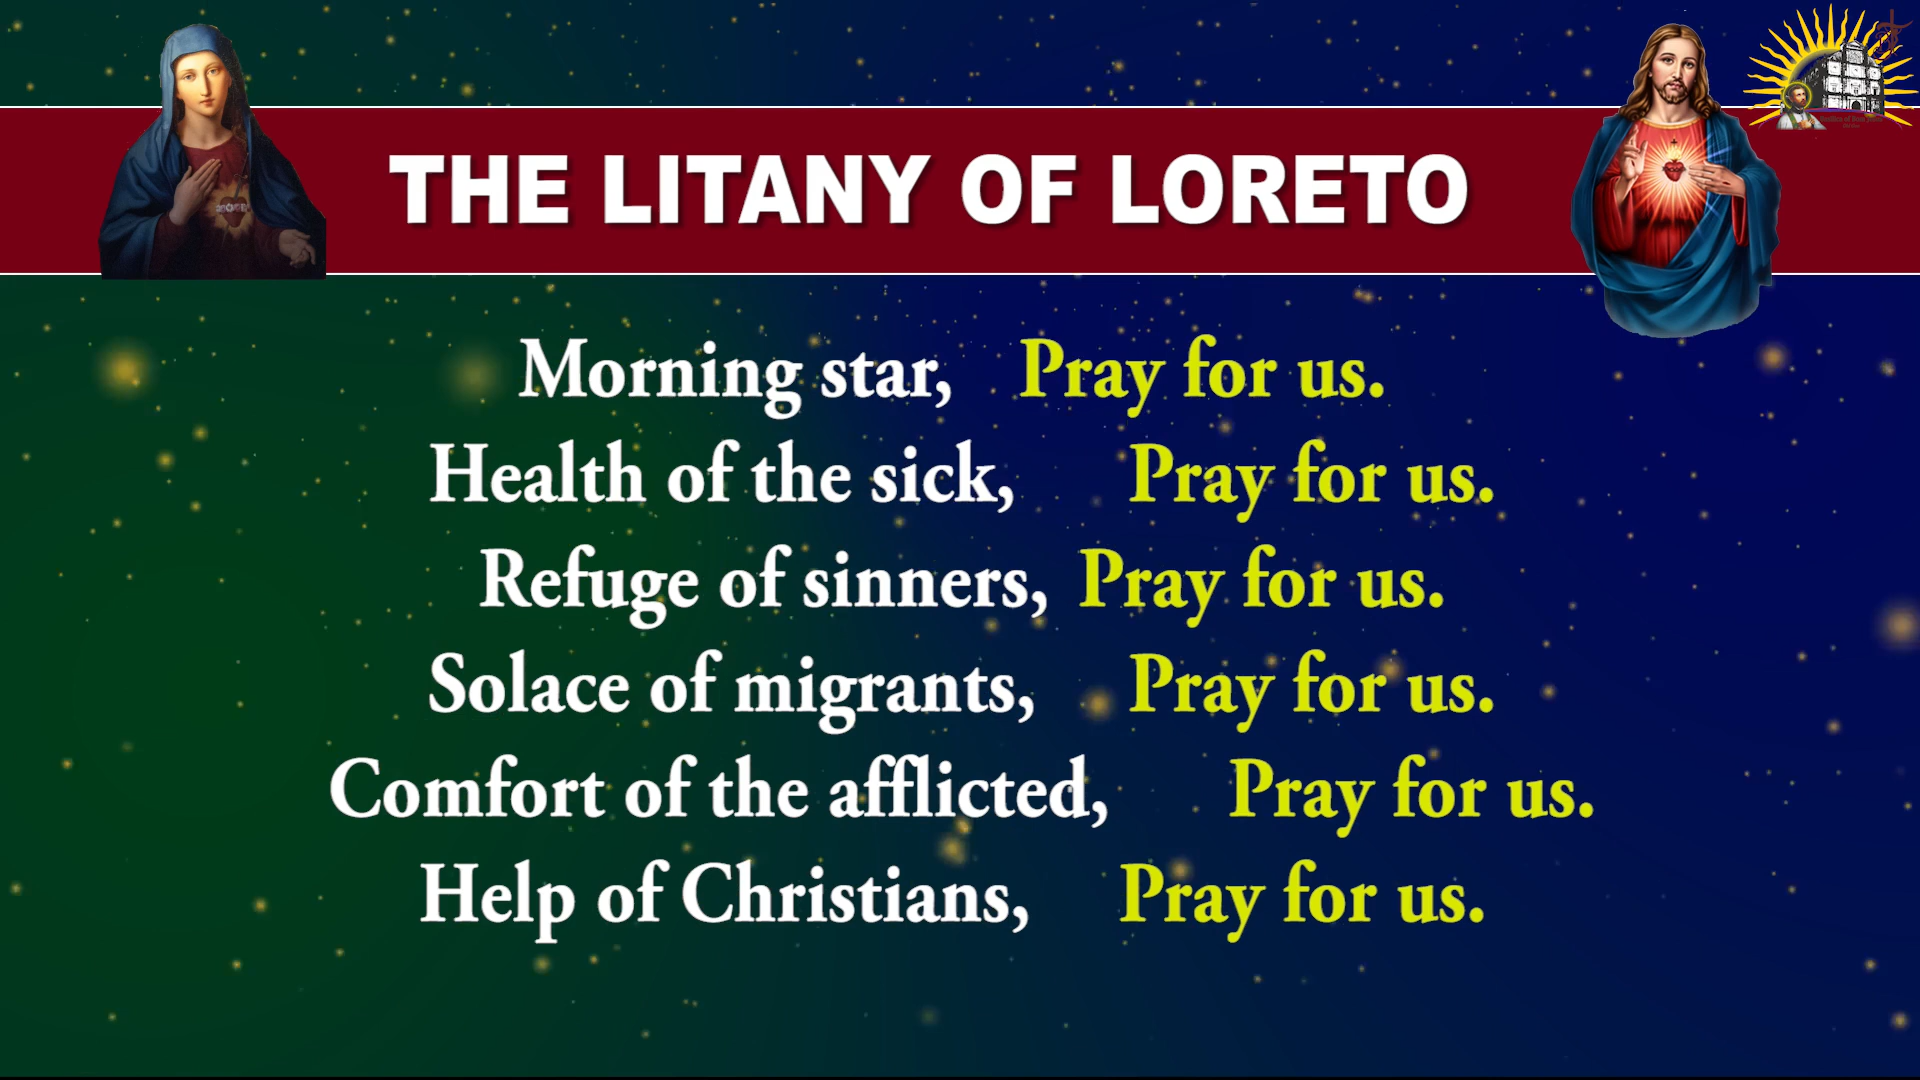 THE LITANY OF LORETO
Morning star, Pray for us.
Health of the sick, Pray for us.
Refuge of sinners, Pray for us.
Solace of migrants, Pray for us.
Comfort of the afflicted, Pray for us.
Help of Christians, Pray for us.